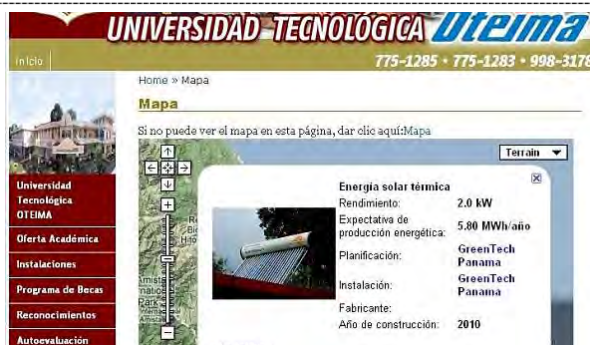 UNIVERSIDAD TECNOLÓGICA Oteima
inicio
775-1285 • 775-1283 • 998-3178
Home » Mapa
Mapa
Si no puede ver el mapa en esta página, dar clic aquí:Mapa
Terrain
Universidad
Tecnológica
OTEIMA
Oferta Académica
Instalaciones
Programa de Becas
Reconocimientos
Autoevaluación
Energía solar térmica
Rendimiento: 2.0 kW
Expectativa de
producción energética: 5.80 MWh/año
Planificación: GreenTech
Panama
Instalación: GreenTech
Panama
Fabricante:
Año de construcción: 2010